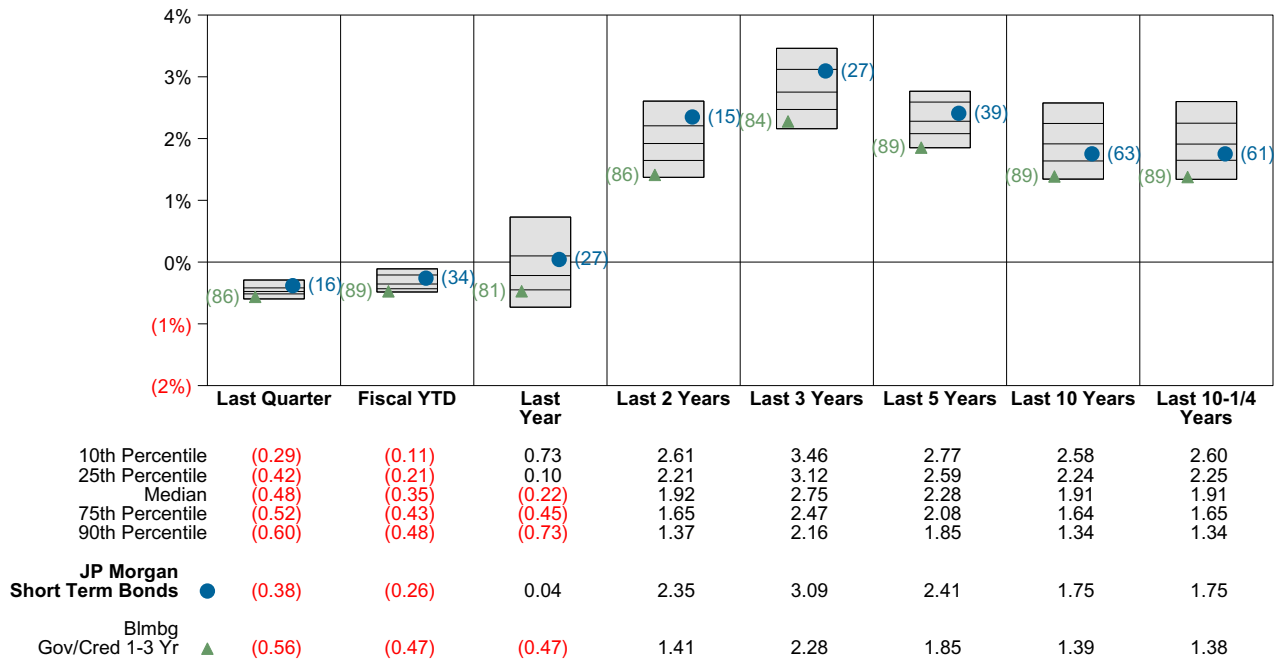 4%
3%
2%
1%
0%
(1%)
(2%)
(16)
(86)
(34)
(89)
(27)
(81)
(15)
(86)
(27)
(84)
(39)
(89)
(63)
(89)
(61)
(89)
Last Quarter Fiscal YTD Last Last 2 Years Last 3 Years Last 5 Years Last 10 Years Last 10-1/4
Year Years
10th Percentile (0.29) (0.11) 0.73 2.61 3.46 2.77 2.58 2.60
25th Percentile (0.42) (0.21) 0.10 2.21 3.12 2.59 2.24 2.25
Median (0.48) (0.35) (0.22) 1.92 2.75 2.28 1.91 1.91
75th Percentile (0.52) (0.43) (0.45) 1.65 2.47 2.08 1.64 1.65
90th Percentile (0.60) (0.48) (0.73) 1.37 2.16 1.85 1.34 1.34
JP Morgan
Short Term Bonds (0.38) (0.26) 0.04 2.35 3.09 2.41 1.75 1.75
Blmbg
Gov/Cred 1-3 Yr (0.56) (0.47) (0.47) 1.41 2.28 1.85 1.39 1.38